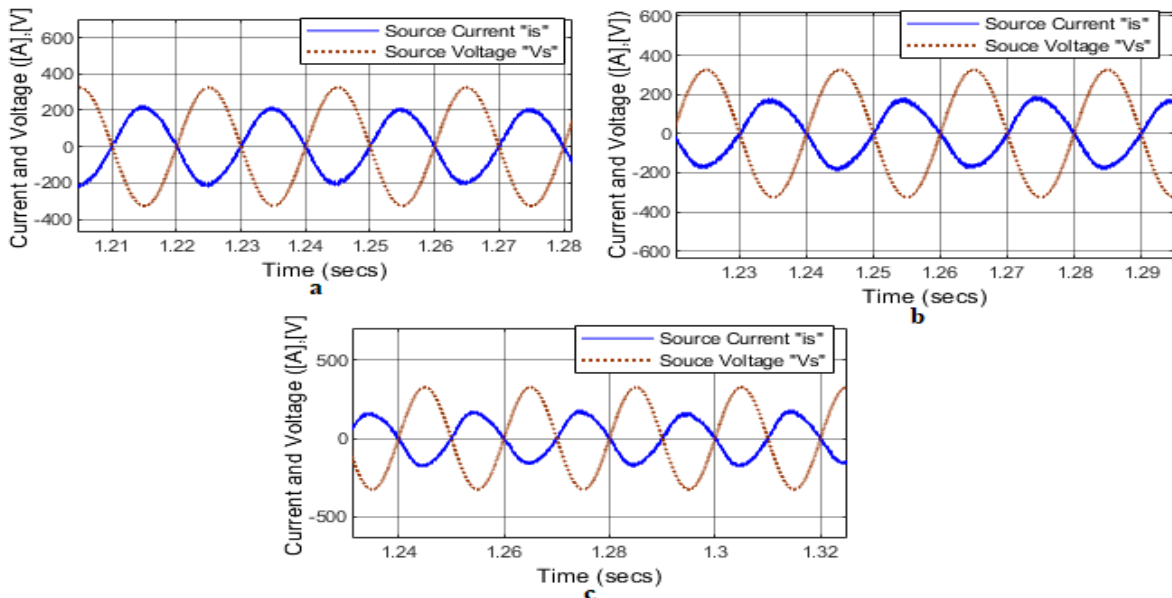 Source Current "is"
Source Voltage "Vs"
Current and Voltage ([A],[V]
600
400
200
0
-200
-400
1.21 1.22 1.23 1.24 1.25 1.26 1.27 1.28
Time (secs)
a
Source Current "is"
Souce Voltage "Vs"
Current and Voltage ([A],[V])
600
400
200
0
-200
-400
-600
1.23 1.24 1.25 1.26 1.27 1.28 1.29
Time (secs)
b
Source Current "is"
Souce Voltage "Vs"
Current and Voltage ([A],[V]
500
0
-500
1.24 1.26 1.28 1.3 1.32
Time (secs)
c